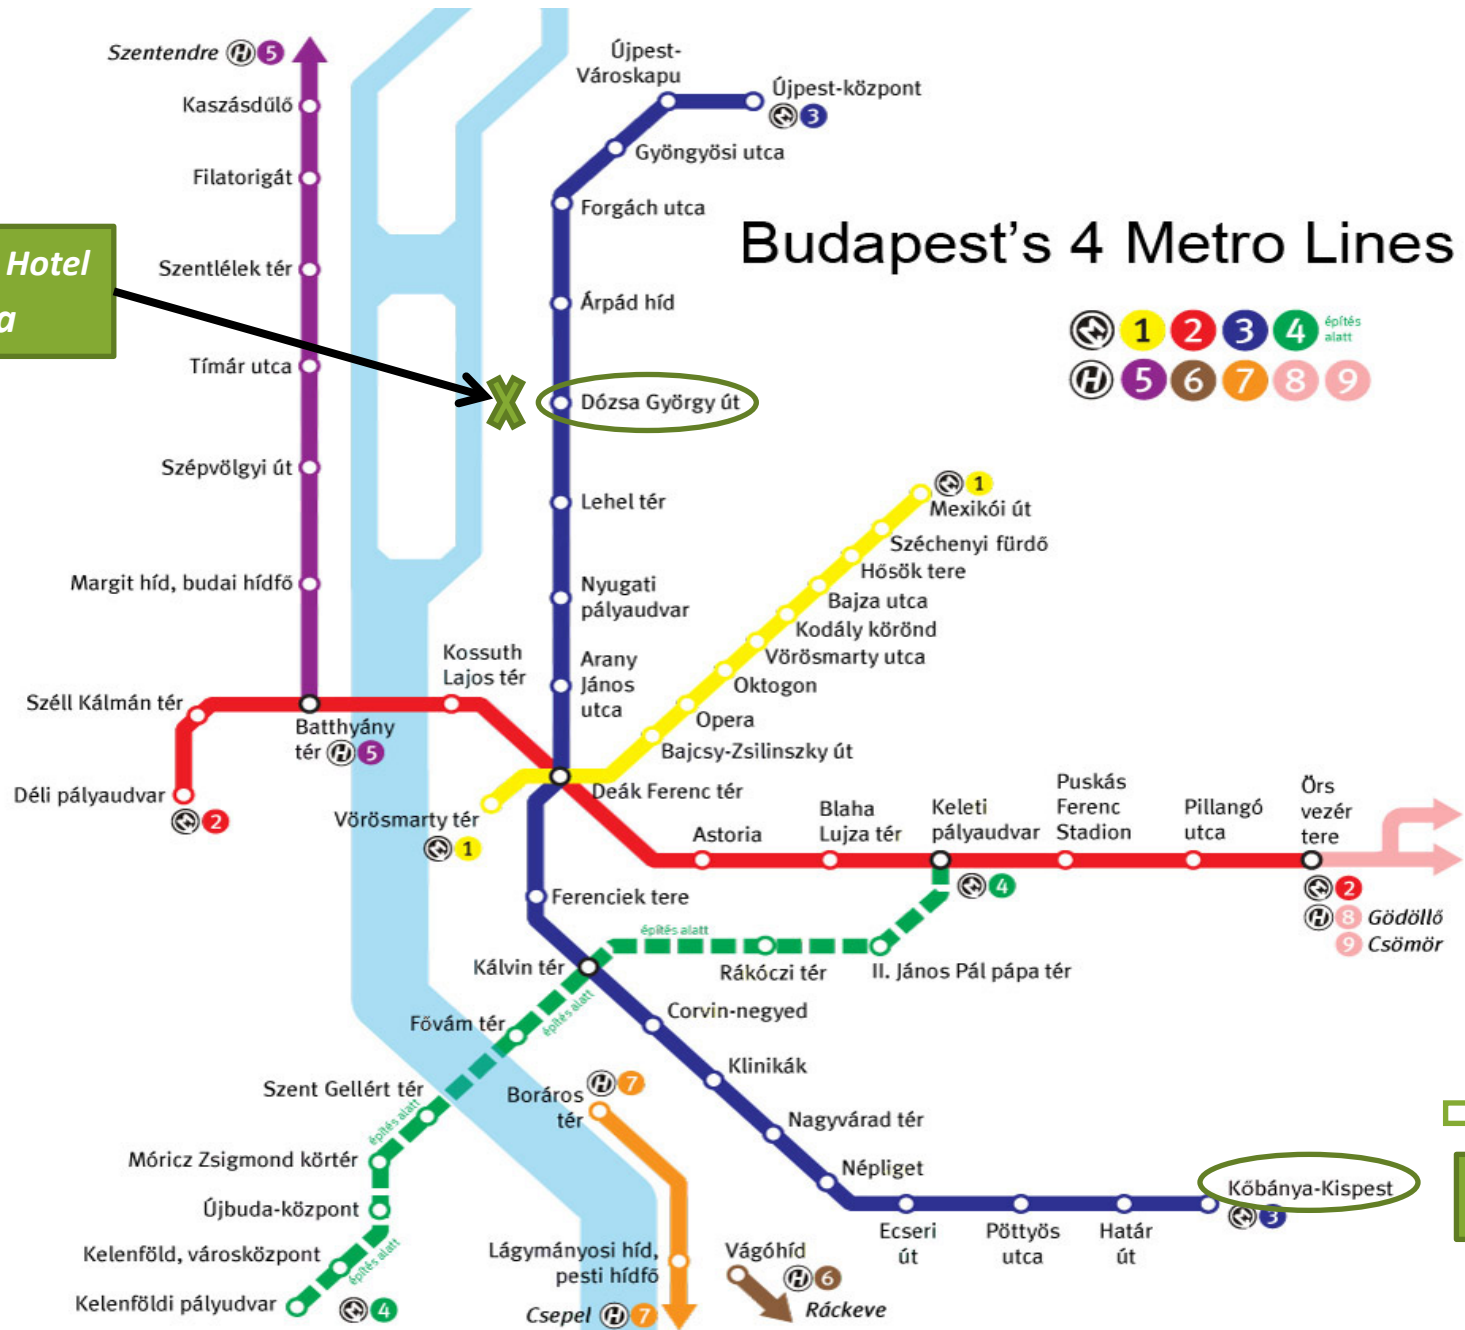 Szentendre H 5
Kaszásdűlő
Filatorigát
Szentlélek tér
Tímár utca
Szépvölgyi út
Margit híd, budai hídfő
Hotel
a
Újpest-
Városkapu
Újpest-központ
3
Gyöngyösi utca
Forgách utca
Árpád híd
Dózsa György út
Lehel tér
Nyugati
pályaudvar
Arany
János
utca
Budapest's 4 Metro Lines
1 2 3 4 építés
alatt
H 5 6 7 8 9
1
Mexikói út
Széchenyi fürdő
Hősök tere
Bajza utca
Kodály körönd
Vörösmarty utca
Oktogon
Opera
Bajcsy-Zsilinszky út
Deák Ferenc tér
Vörösmarty tér
1
Kossuth
Lajos tér
Széll Kálmán tér
Batthyány
tér H 5
Déli pályaudvar
2
Astoria
Blaha
Lujza tér
Keleti
pályaudvar
4
Puskás
Ferenc
Stadion
Pillangó
utca
Örs
vezér
tere
2
H 8 Gödöllő
9 Csömör
Ferenciek tere
építés alatt
Rákóczi tér
II. János Pál pápa tér
Kálvin tér
építés alatt
Fővám tér
Corvin-negyed
Klinikák
Nagyvárad tér
Népliget
Ecseri
út
Pöttyös
utca
Határ
út
Kőbánya-Kispest
3
Szent Gellért tér
építés alatt
Móricz Zsigmond körtér
Újbuda-központ
Kelenföld, városközpont
építés alatt
Kelenföldi pályudvar
4
Boráros
tér
H 7
Lágymányosi híd,
pesti hídfő
Csepel H 7
Vágóhíd
H 6
Ráckeve